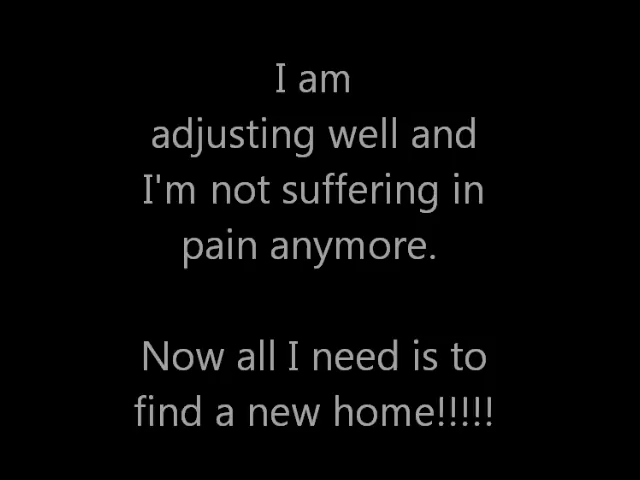 I am
adjusting well and
I'm not suffering in
pain anymore.
Now all I need is to
find a new home!!!!!